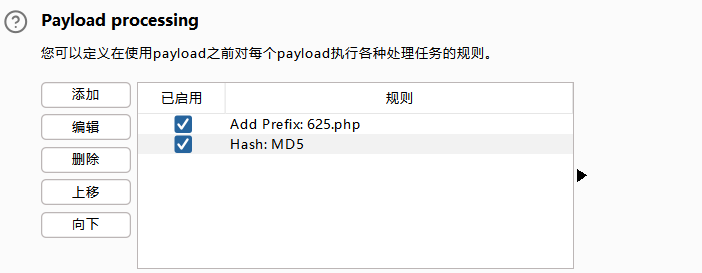 Payload processing
您可以定义在使用payload之前对每个payload执行各种处理任务的规则。
添加
编辑
删除
上移
向下
已启用 规则
Add Prefix: 625.php
Hash: MD5